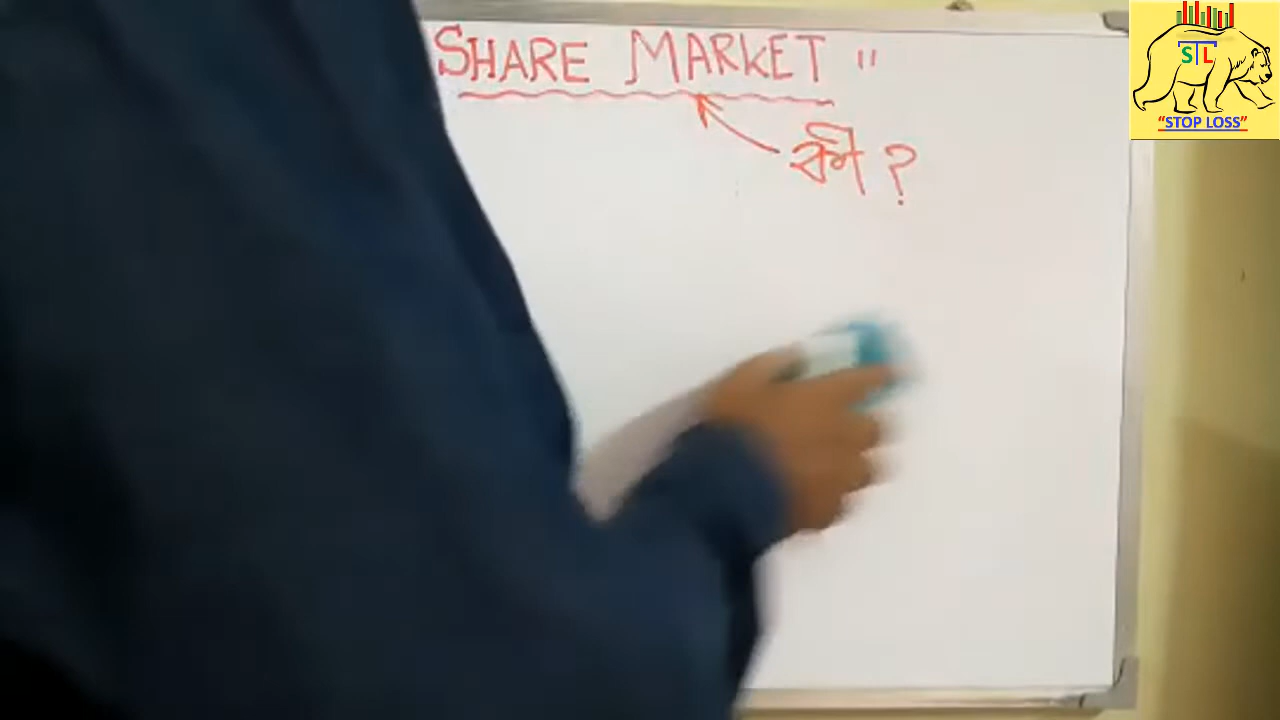 SHARE MARKET "
কী ?
STL
"STOP LOSS"